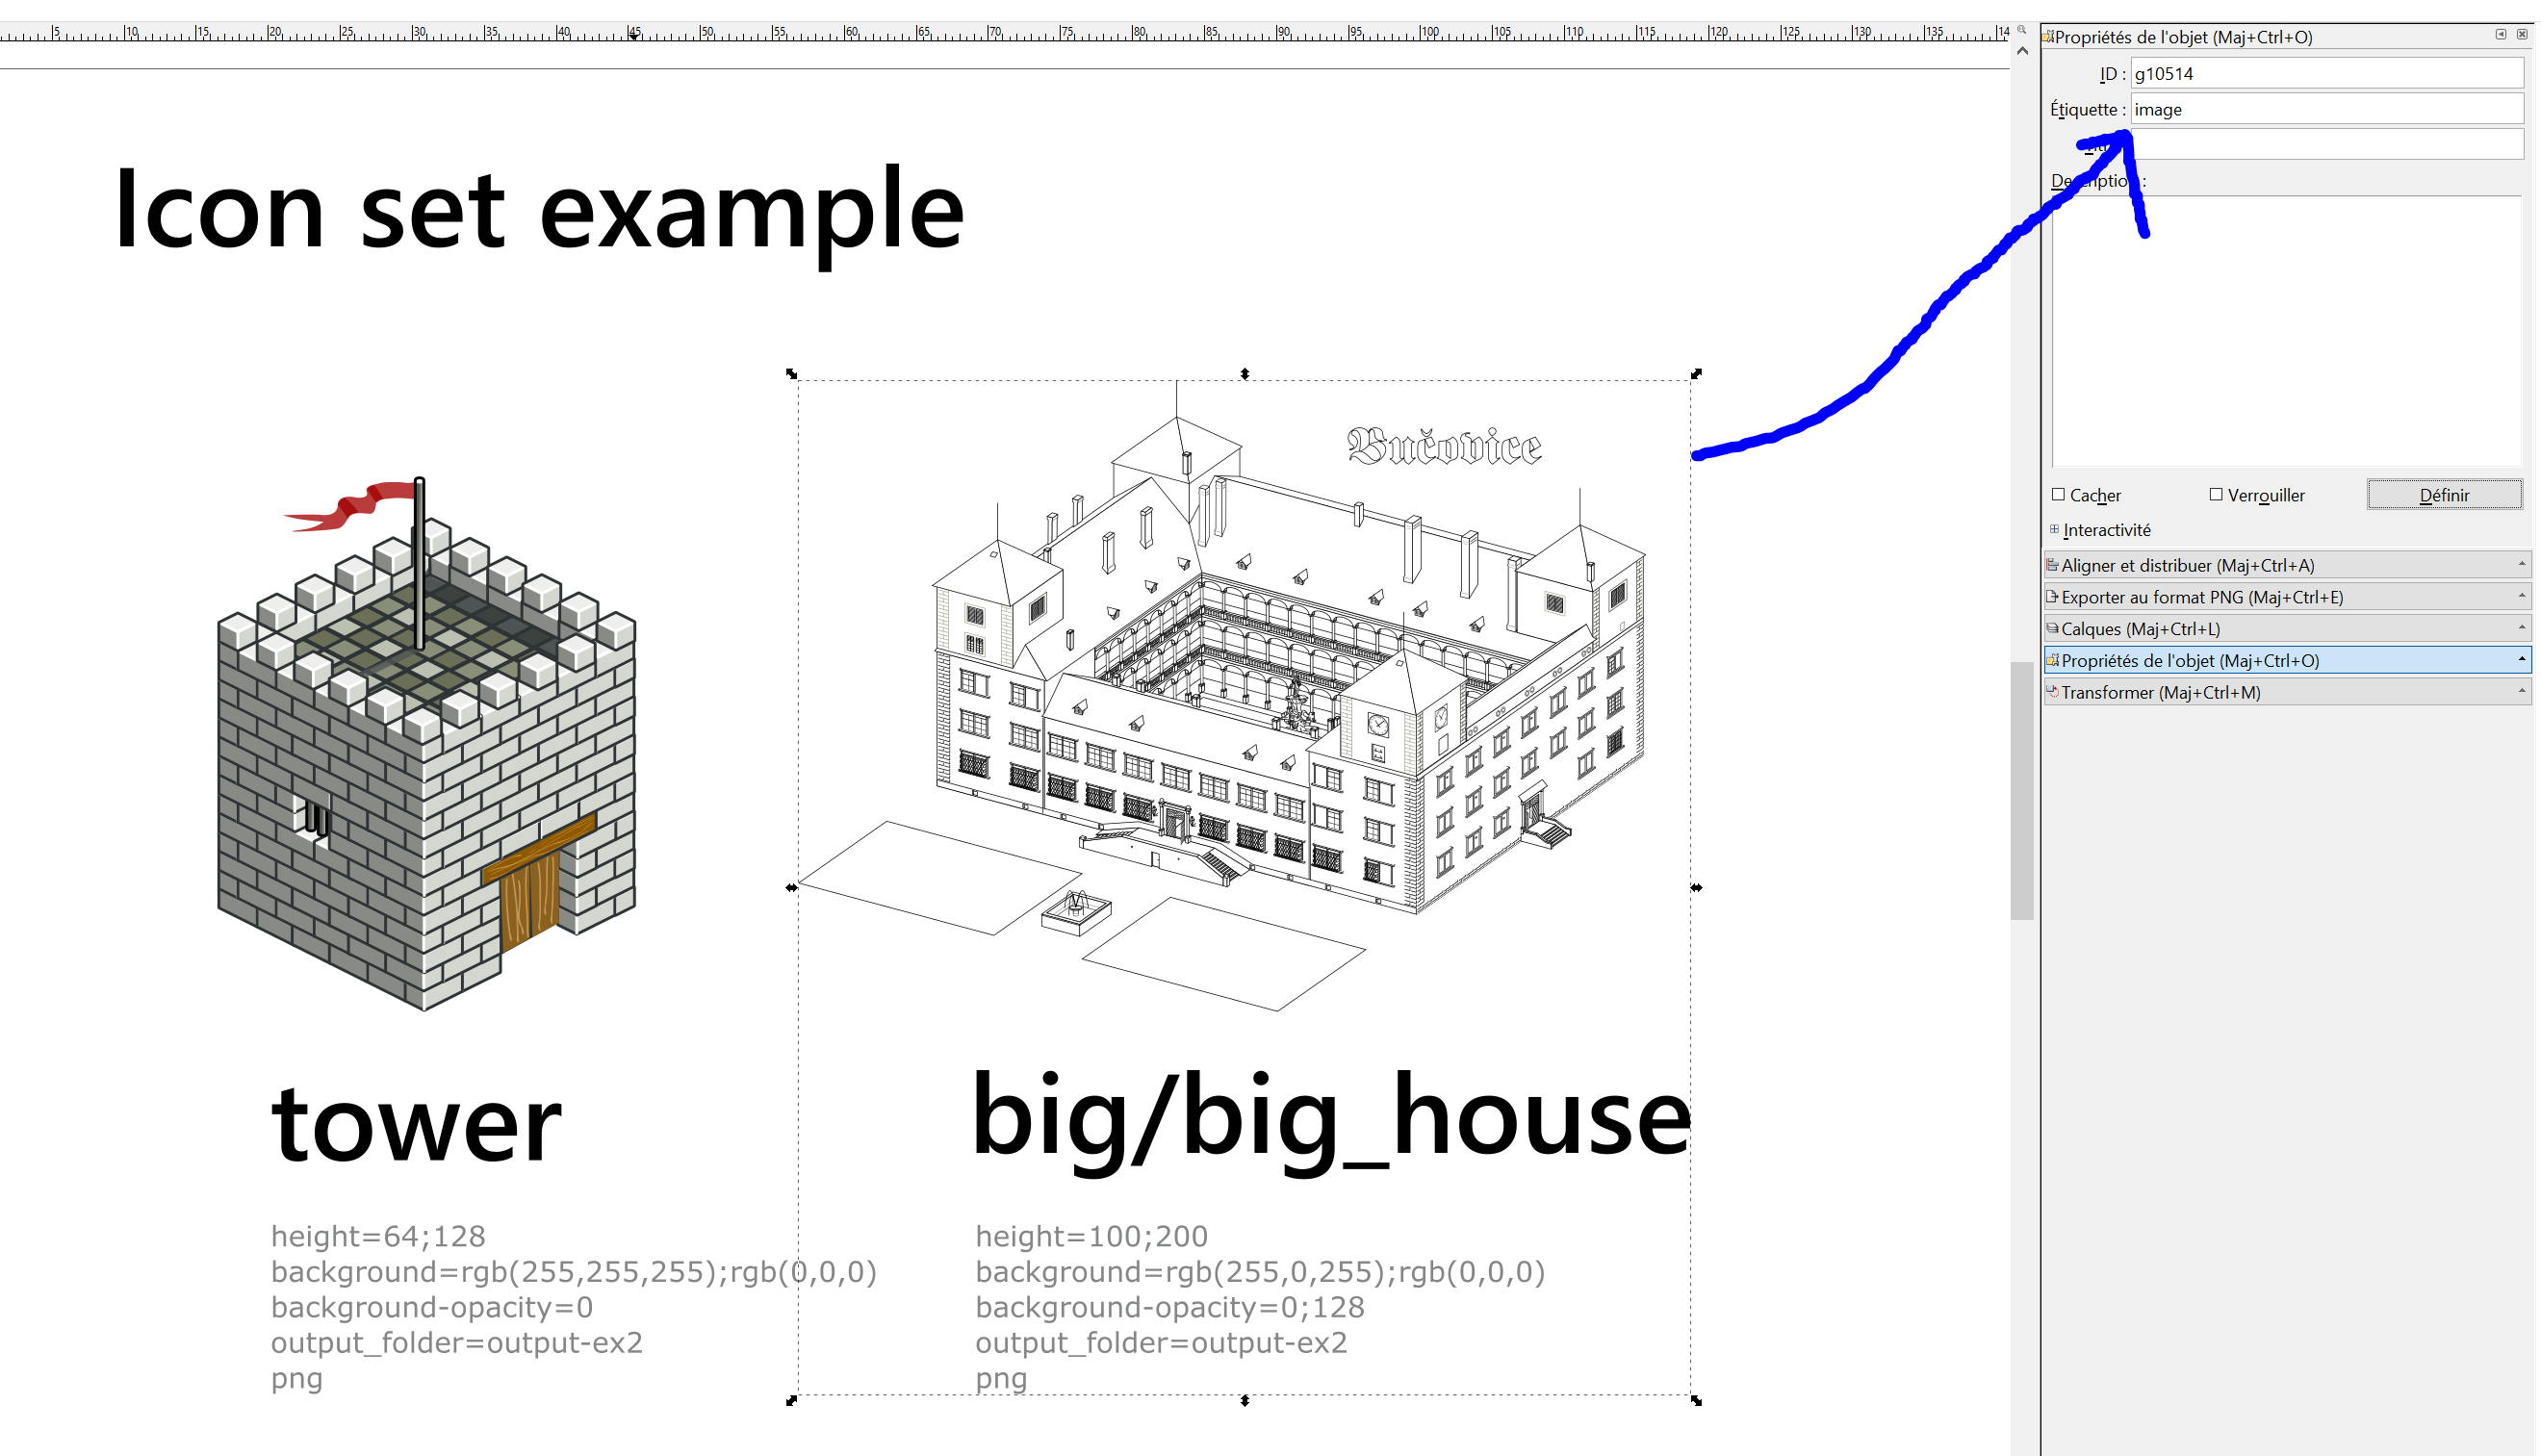 5 10 15 20 25 30 35 40 45 50 55 60 65 70 75 80 85 90 95 100 105 110 115 120 125 130 135 14
Propriétés de l'objet (Maj+Ctrl+O)
ID : g10514
Étiquette : image
Description :
Icon set example
Bučovice
Cacher Verrouiller Définir
Interactivité
Aligner et distribuer (Maj+Ctrl+A)
Exporter au format PNG (Maj+Ctrl+E)
Calques (Maj+Ctrl+L)
Propriétés de l'objet (Maj+Ctrl+O)
Transformer (Maj+Ctrl+M)
tower
height=64;128
background=rgb(255,255,255);rgb(0,0,0)
background-opacity=0
output_folder=output-ex2
png
big/big_house
height=100;200
background=rgb(255,0,255);rgb(0,0,0)
background-opacity=0;128
output_folder=output-ex2
png